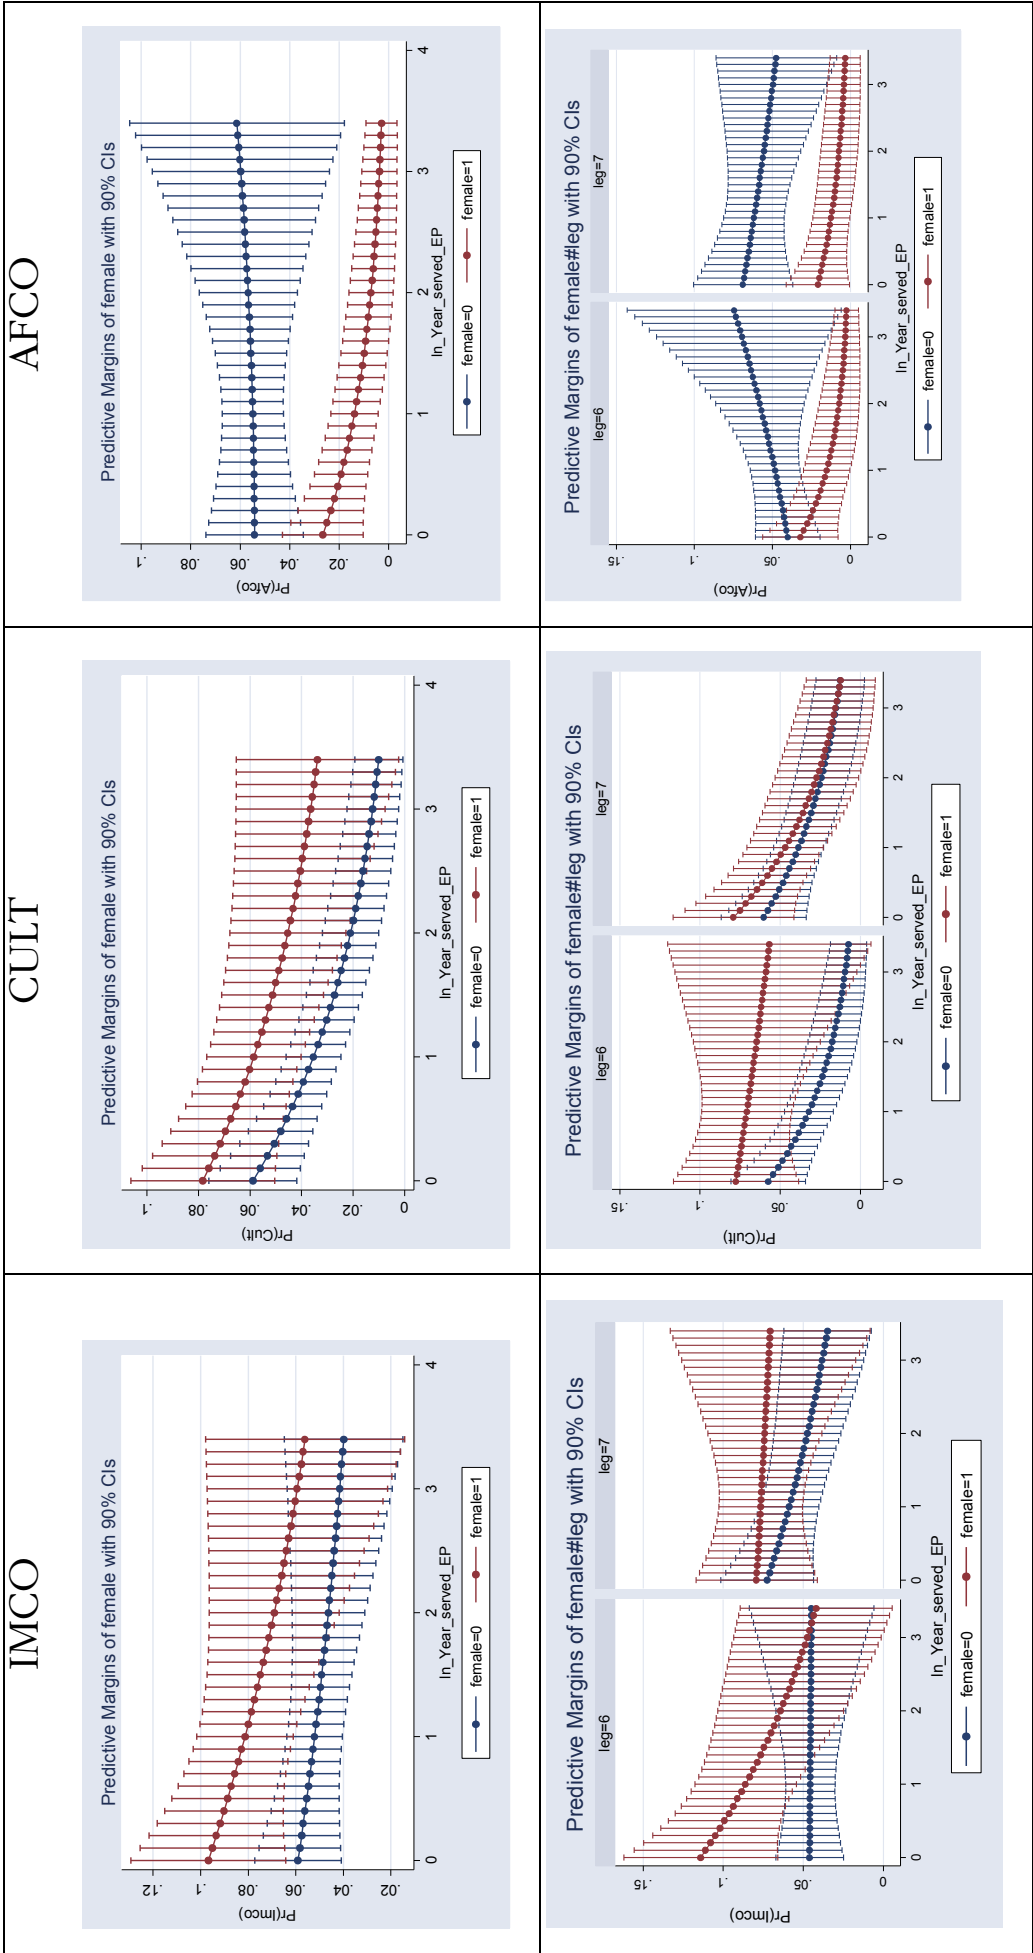 IMCO
CULT
AFCO
Predictive Margins of female with 90% CIs
Pr(Imco)
.12
.1
.08
.06
.04
.02
0 1 2 3 4
ln_Year_served_EP
female=0 female=1
Predictive Margins of female with 90% CIs
Pr(Cult)
.1
.08
.06
.04
.02
0
0 1 2 3 4
ln_Year_served_EP
female=0 female=1
Predictive Margins of female with 90% CIs
Pr(Afco)
.1
.08
.06
.04
.02
0
0 1 2 3 4
ln_Year_served_EP
female=0 female=1
Predictive Margins of female#leg with 90% CIs
leg=6 leg=7
Pr(Imco)
.15
.1
.05
0
0 1 2 3 0 1 2 3
ln_Year_served_EP
female=0 female=1
Predictive Margins of female#leg with 90% CIs
leg=6 leg=7
Pr(Cult)
.15
.1
.05
0
0 1 2 3 0 1 2 3
ln_Year_served_EP
female=0 female=1
Predictive Margins of female#leg with 90% CIs
leg=6 leg=7
Pr(Afco)
.15
.1
.05
0
0 1 2 3 0 1 2 3
ln_Year_served_EP
female=0 female=1